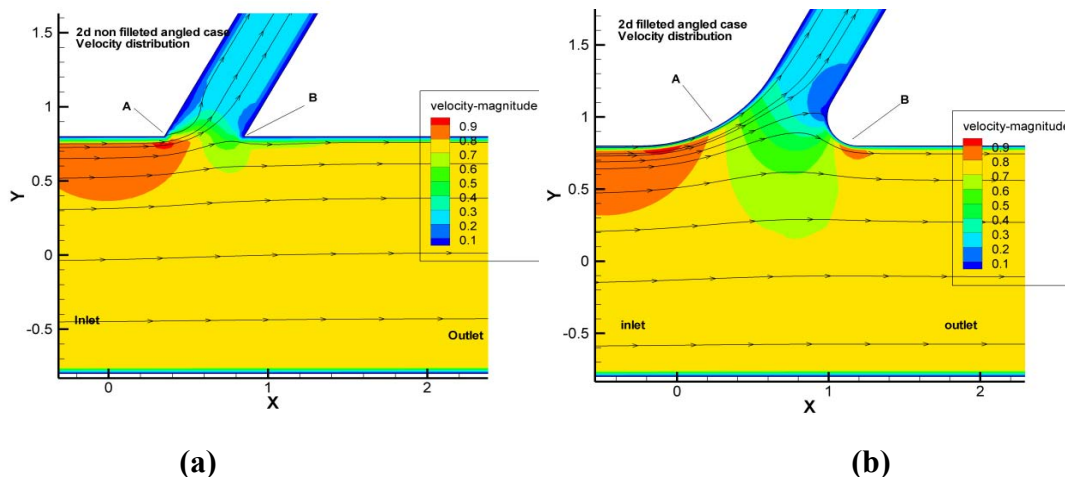 2d non filleted angled case
Velocity distribution
A
B
velocity-magnitude
0.9
0.8
0.7
0.6
0.5
0.4
0.3
0.2
0.1
1.5
1
0.5
0
-0.5
Y
Inlet
Outlet
0
1
2
X
(a)
2d filleted angled case
Velocity distribution
A
B
velocity-magnitude
0.9
0.8
0.7
0.6
0.5
0.4
0.3
0.2
0.1
1.5
1
0.5
0
-0.5
Y
inlet
outlet
0
1
2
X
(b)